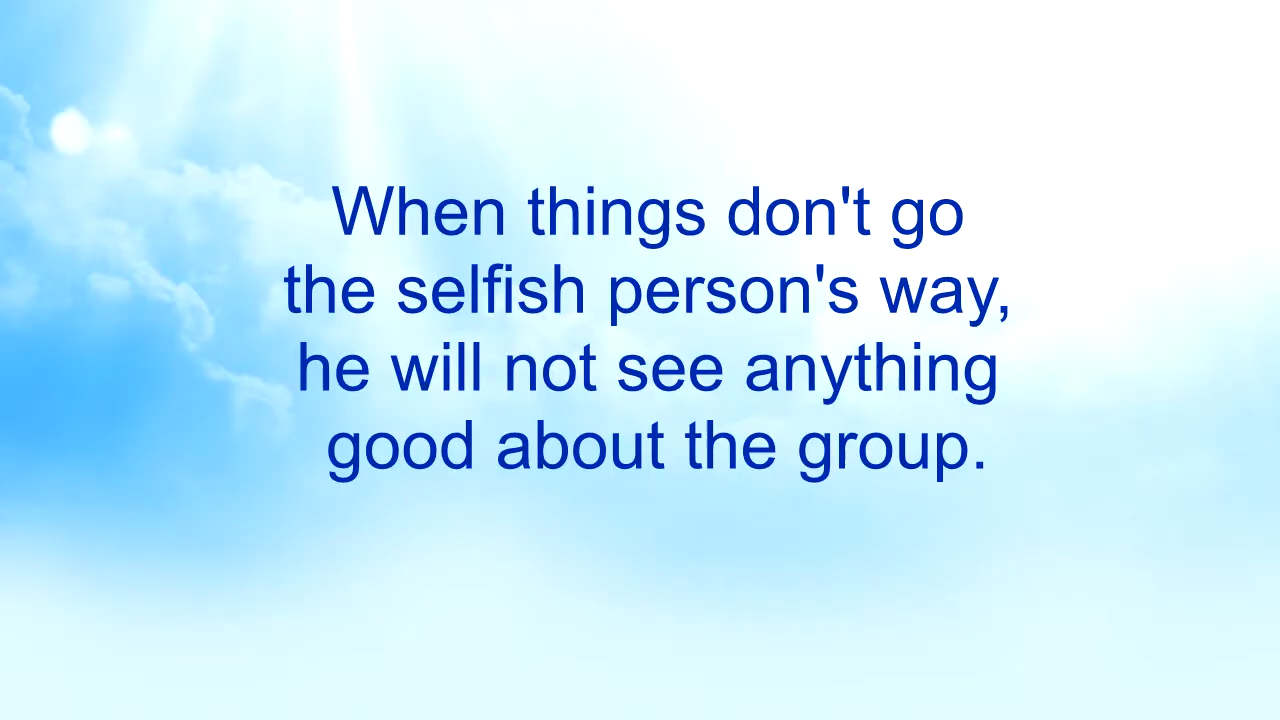 When things don't go
the selfish person's way,
he will not see anything
good about the group.